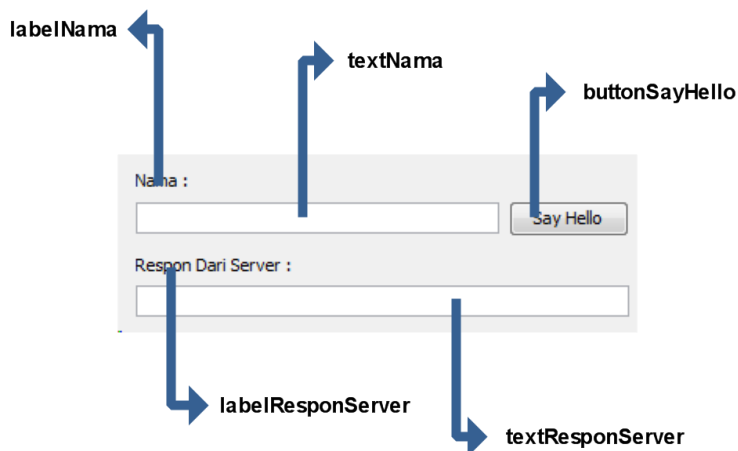 labelNama
textNama
buttonSayHello
Nama :
Say Hello
Respon Dari Server :
labelResponServer
textResponServer